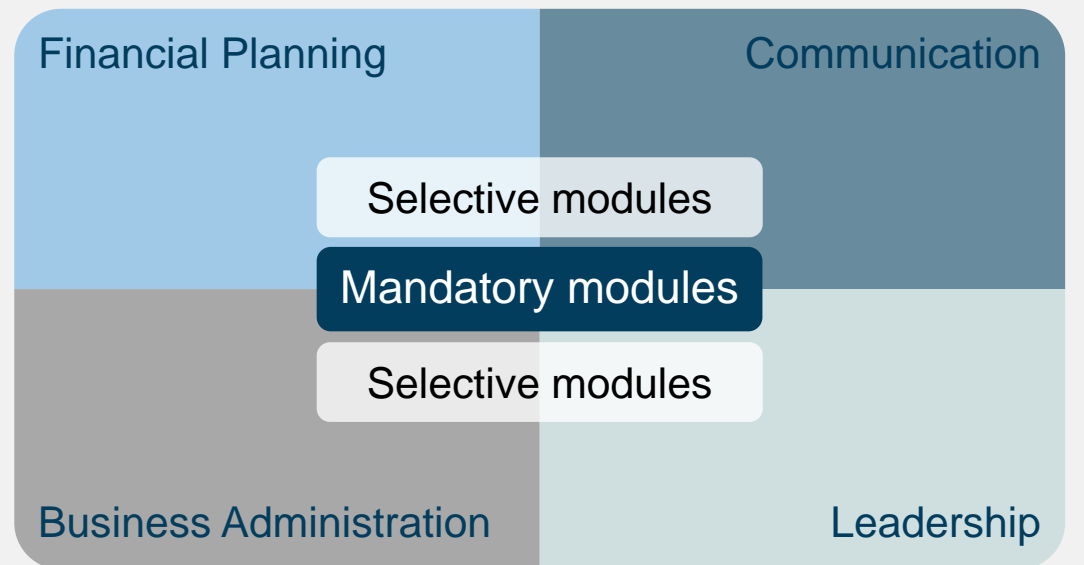 Financial Planning
Communication
Selective modules
Mandatory modules
Selective modules
Business Administration
Leadership